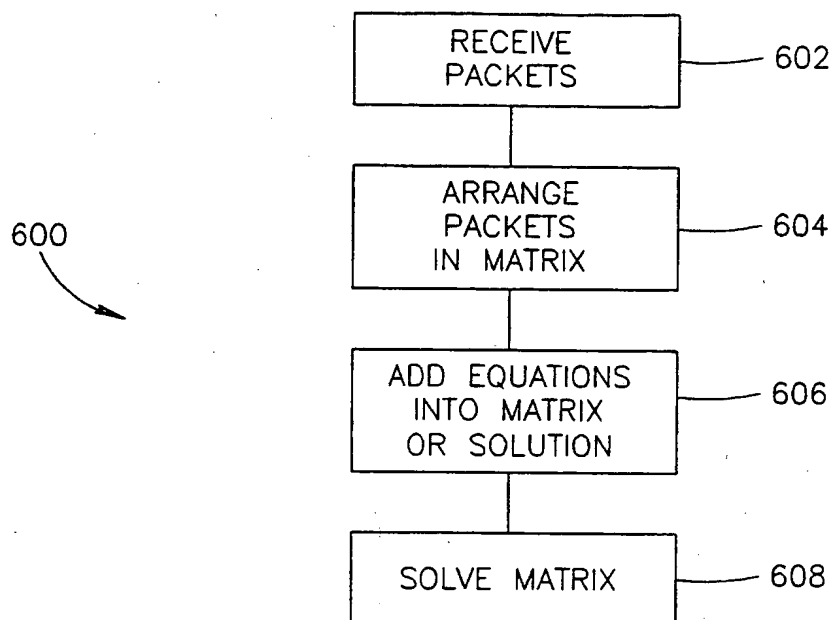 RECEIVE
PACKETS
602
ARRANGE
PACKETS
IN MATRIX
604
600
ADD EQUATIONS
INTO MATRIX
OR SOLUTION
606
SOLVE MATRIX
608